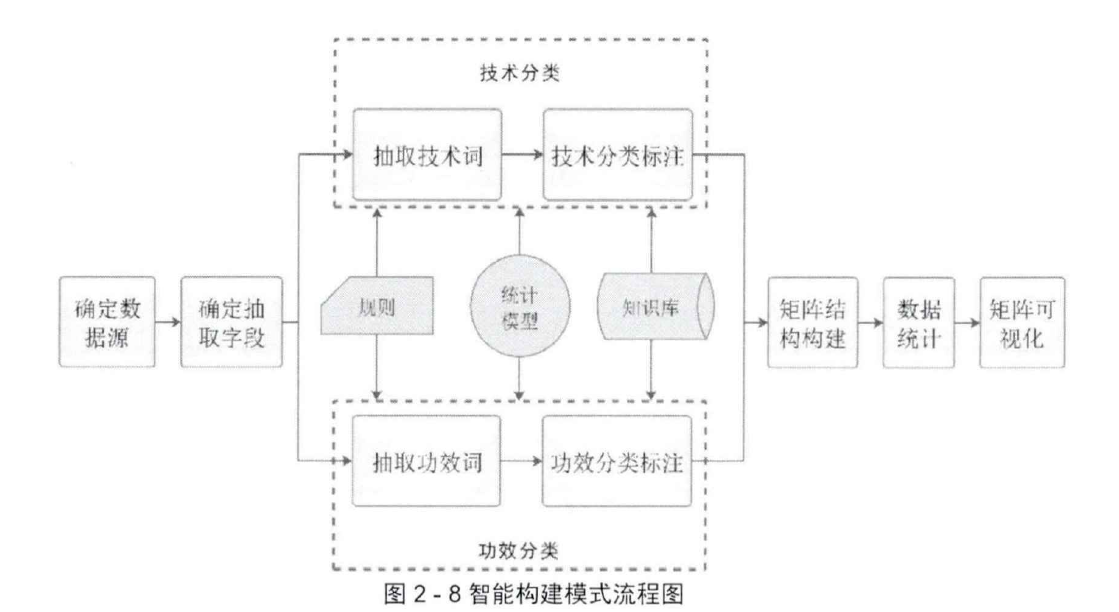 技术分类
抽取技术词
技术分类标注
确定数
据源
确定抽
取字段
规则
统计
模型
知识库
矩阵结
构构建
数据
统计
矩阵可
视化
抽取功效词
功效分类标注
功效分类
图 2 - 8 智能构建模式流程图